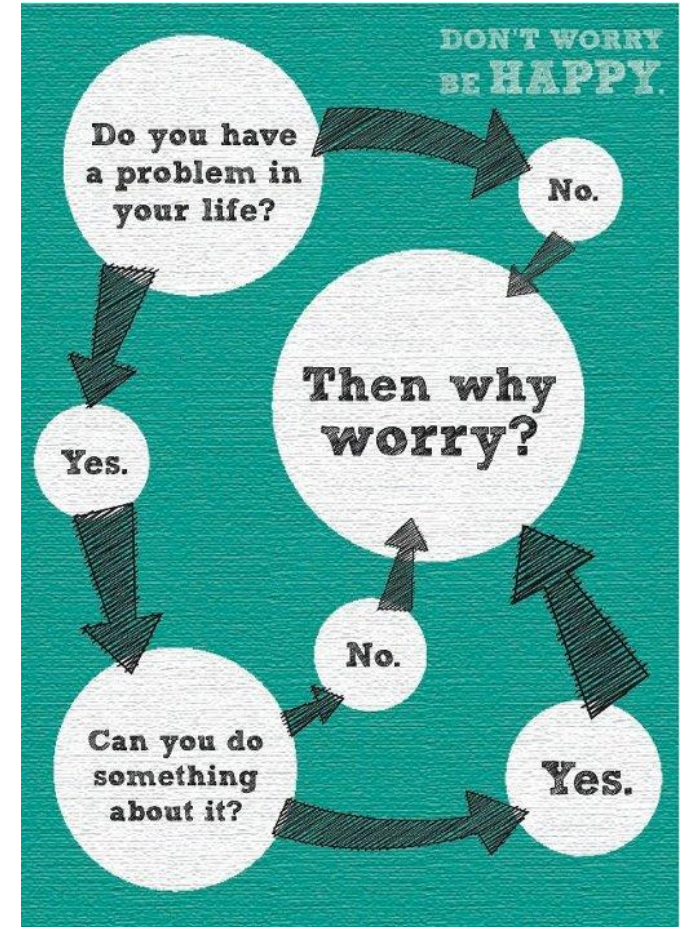 DON'T WORRY
BE HAPPY.
Do you have
a problem in
your life?
No.
Then why
worry?
Yes.
No.
Can you do
something
about it?
Yes.